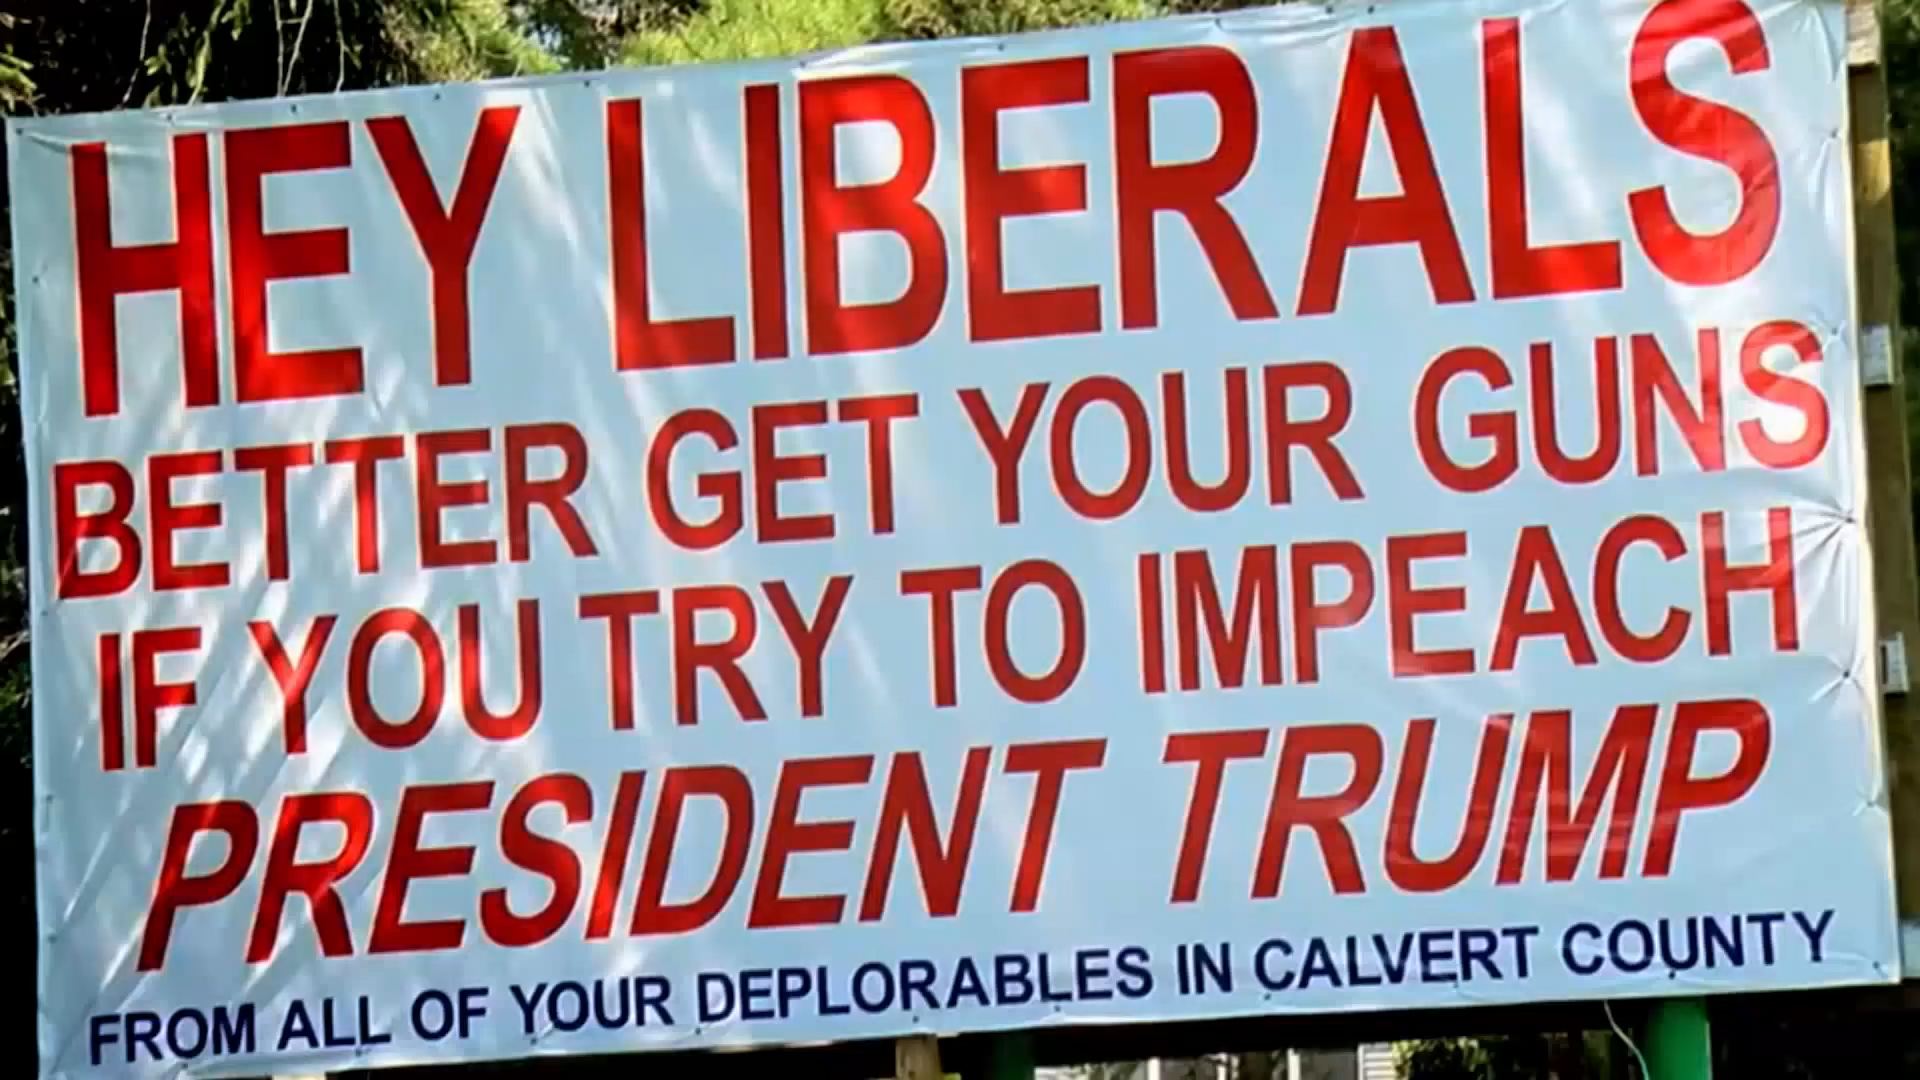 HEY LIBERALS
BETTER GET YOUR GUNS
IF YOU TRY TO IMPEACH
PRESIDENT TRUMP
FROM ALL OF YOUR DEPLORABLES IN CALVERT COUNTY